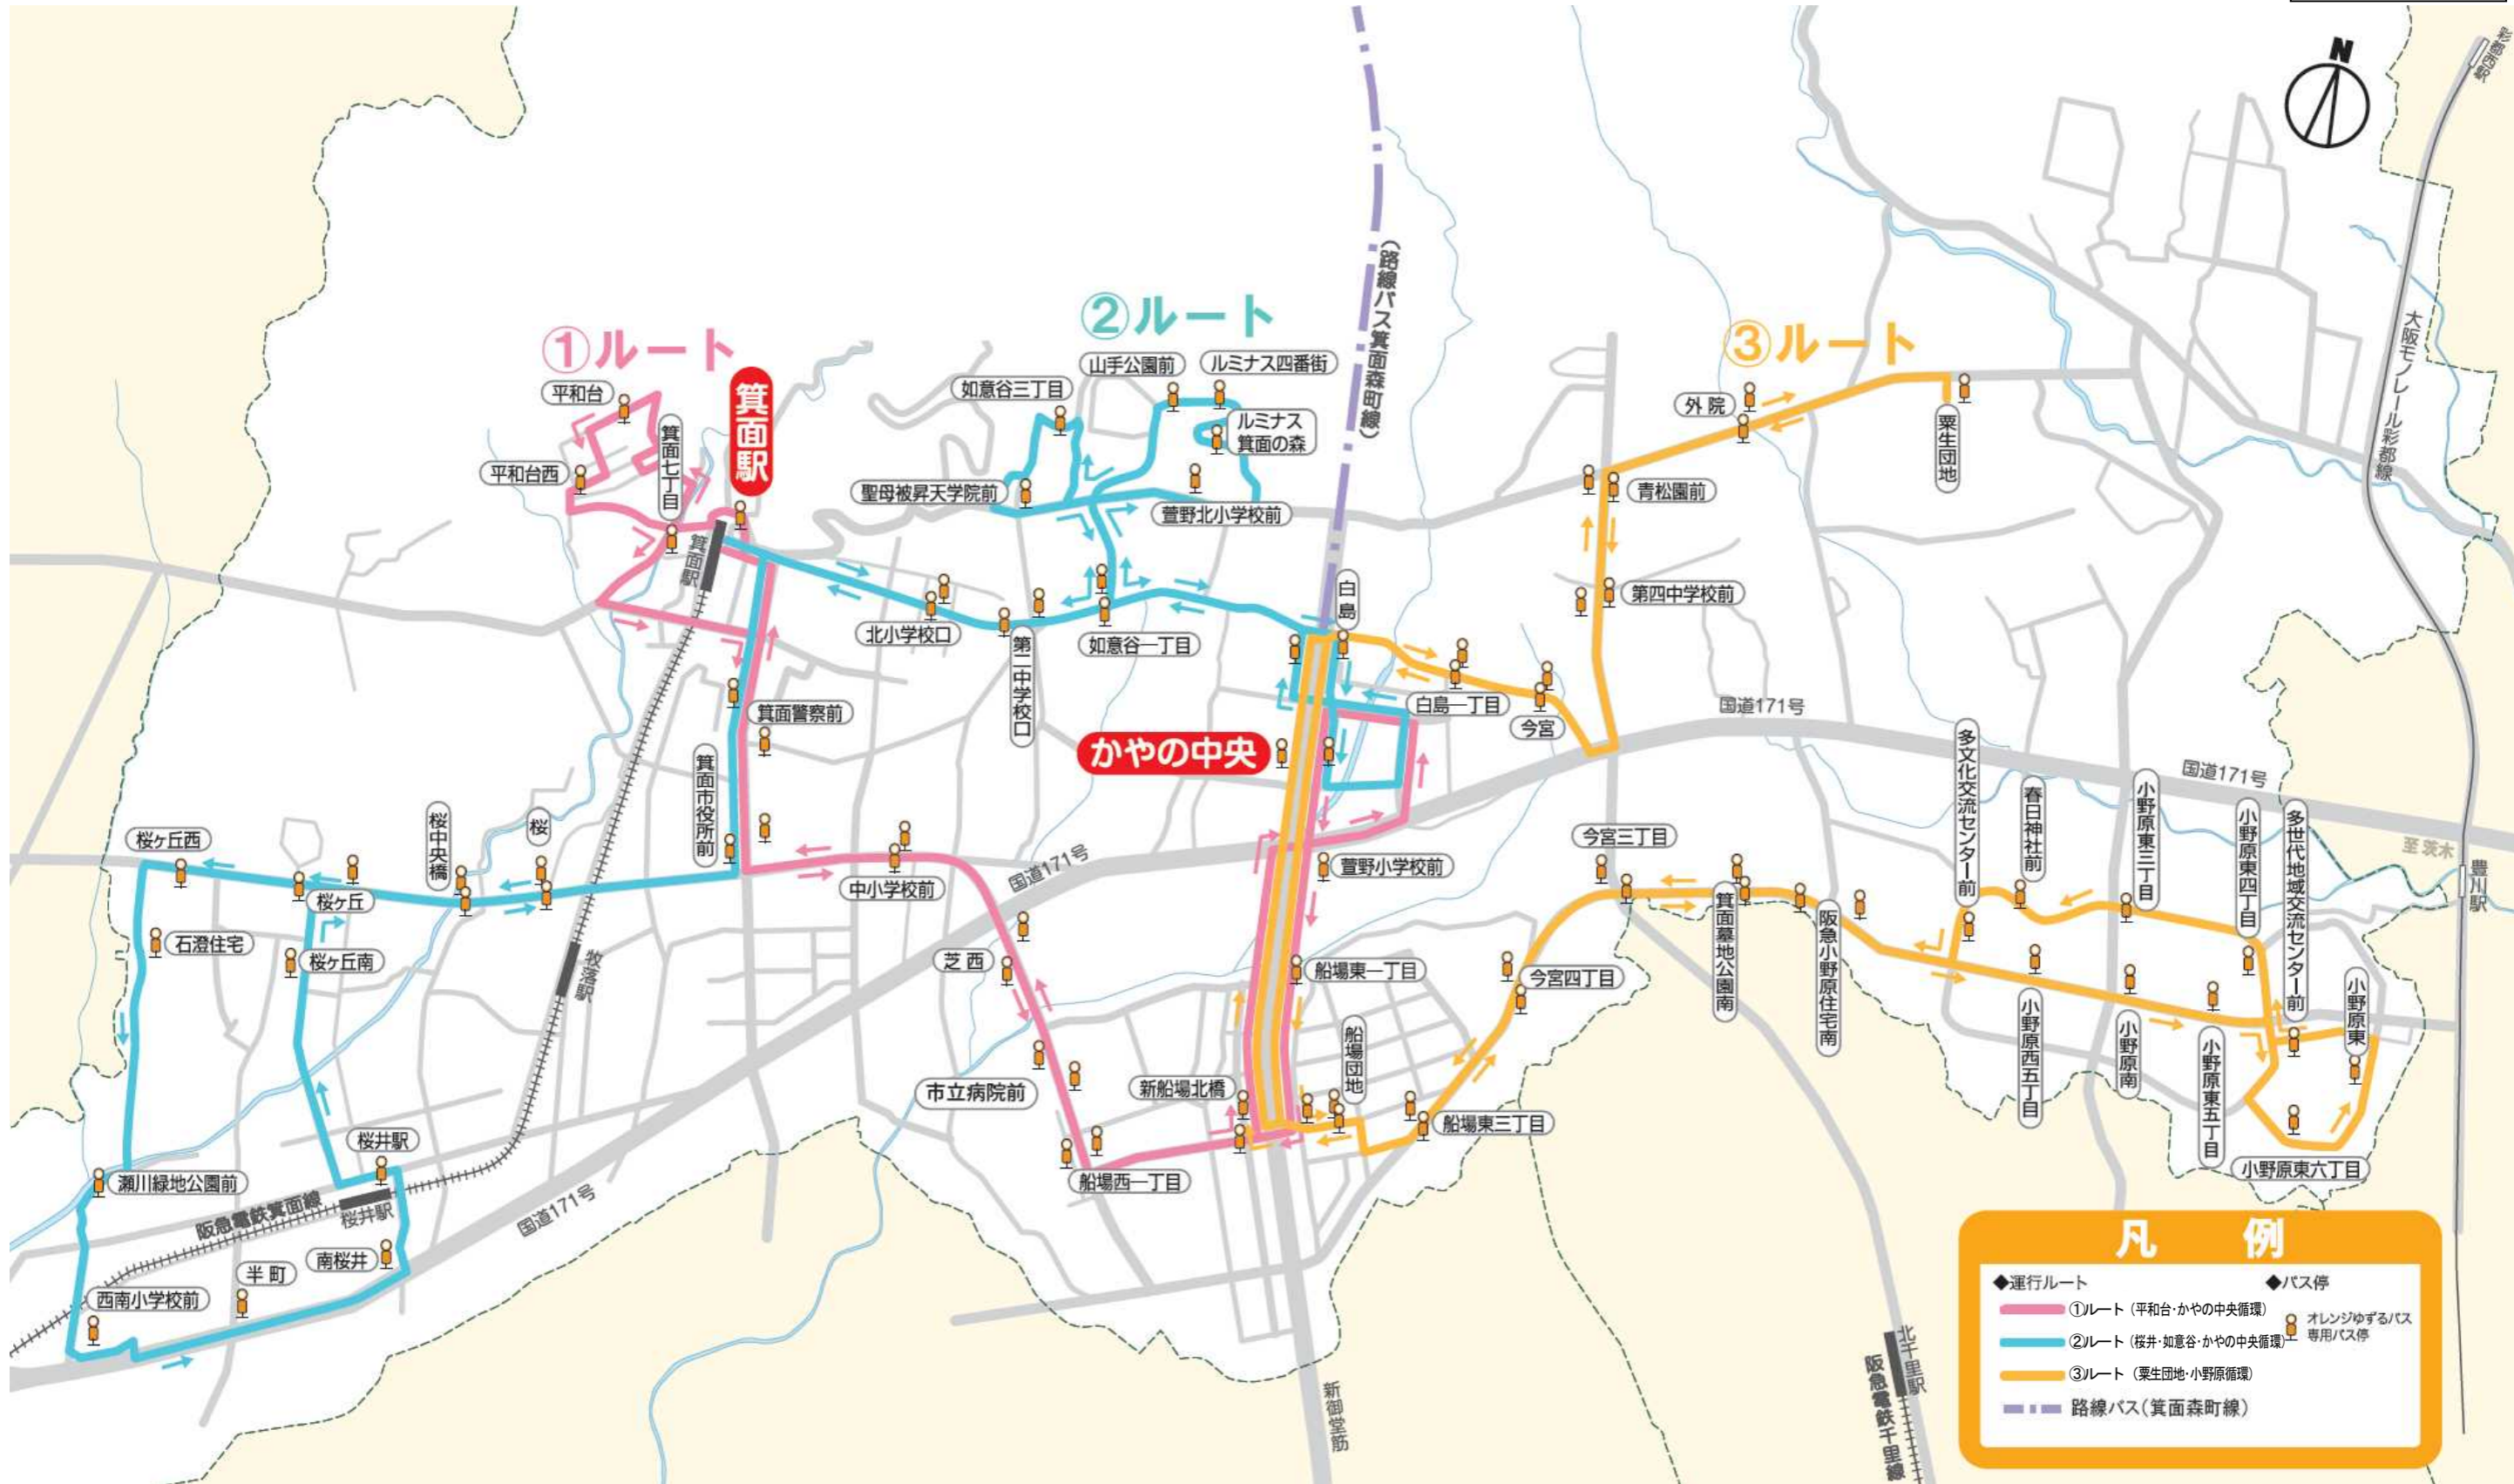 彩都西駅
N
大阪モノレール彩都線
(路線バス箕面森町線)
①ルート
②ルート
③ルート
平和台
箕面七丁目
箕面駅
平和台西
箕面駅
如意谷三丁目
山手公園前
ルミナス四番街
ルミナス
箕面の森
聖母被昇天学院前
萱野北小学校前
外院
粟生団地
青松園前
第四中学校前
北小学校口
第二中学校口
如意谷一丁目
白島
白島一丁目
今宮
国道171号
箕面警察前
かやの中央
箕面市役所前
桜ヶ丘西
桜中央橋
桜
桜ヶ丘
石澄住宅
桜ヶ丘南
牧落駅
中小学校前
国道171号
萱野小学校前
芝西
船場東一丁目
今宮三丁目
今宮四丁目
箕面墓地公園南
阪急小野原住宅南
多文化交流センター前
春日神社前
小野原東三丁目
国道171号
小野原東四丁目
多世代地域交流センター前
至茨木
豊川駅
小野原東
小野原西五丁目
小野原南
小野原東五丁目
小野原東六丁目
市立病院前
新船場北橋
船場団地
船場東三丁目
船場西一丁目
桜井駅
瀬川緑地公園前
阪急電鉄箕面線
桜井駅
国道171号
南桜井
半町
西南小学校前
新御堂筋
北千里駅
阪急電鉄千里線
凡例
◆運行ルート
◆バス停
①ルート(平和台・かやの中央循環)
②ルート(桜井・如意谷・かやの中央循環)
③ルート(粟生団地・小野原循環)
路線バス(箕面森町線)
オレンジゆずるバス
専用バス停